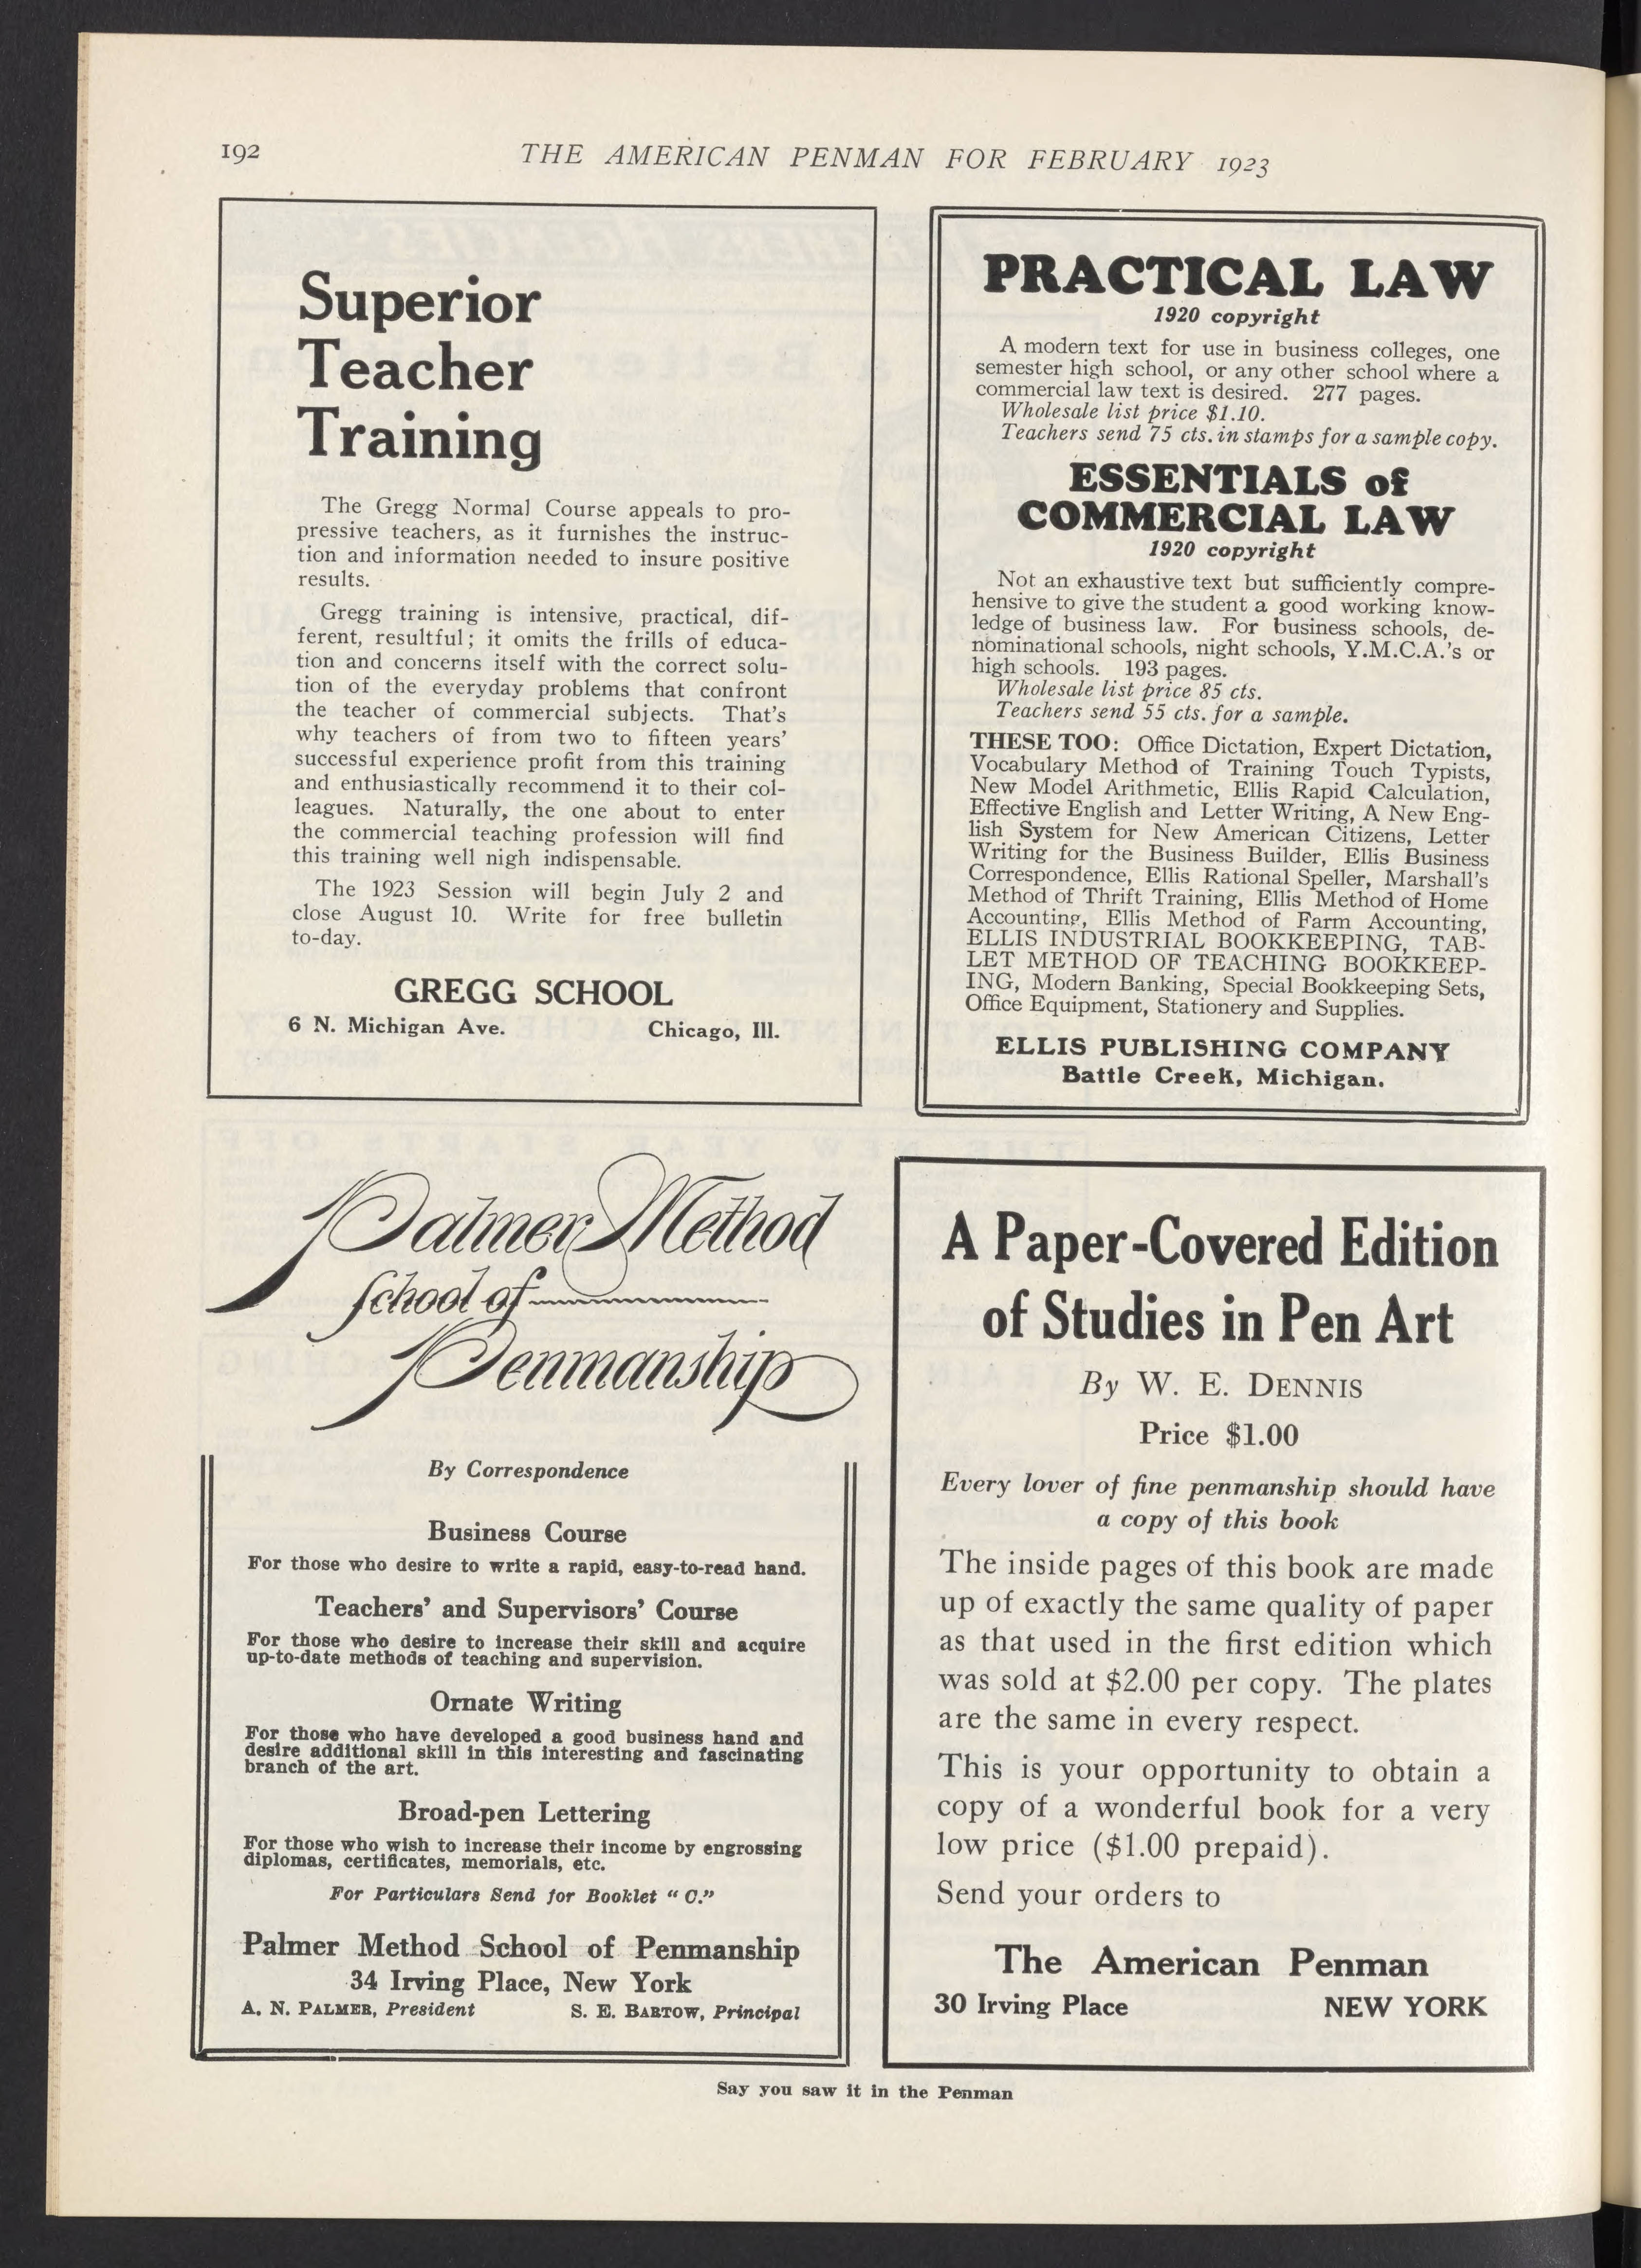 192
THE AMERICAN PENMAN FOR FEBRUARY 1923
Superior
Teacher
Training
The Gregg Normal Course appeals to pro-
pressive teachers, as it furnishes the instruc-
tion and information needed to insure positive
results.
Gregg training is intensive, practical, dif-
ferent, resultful; it omits the frills of educa-
tion and concerns itself with the correct solu-
tion of the everyday problems that confront
the teacher of commercial subjects. That's
why teachers of from two to fifteen years'
successful experience profit from this training
and enthusiastically recommend it to their col-
leagues. Naturally, the one about to enter
the commercial teaching profession will find
this training well nigh indispensable.
The 1923 Session will begin July 2 and
close August 10. Write for free bulletin
to-day.
GREGG SCHOOL
6 N. Michigan Ave. Chicago, Ill.
PRACTICAL LAW
1920 copyright
A modern text for use in business colleges, one
semester high school, or any other school where a
commercial law text is desired. 277 pages.
Wholesale list price $1.10.
Teachers send 75 cts. in stamps for a sample copy.
ESSENTIALS of
COMMERCIAL LAW
1920 copyright
Not an exhaustive text but sufficiently compre-
hensive to give the student a good working know-
ledge of business law. For business schools, de-
nominational schools, night schools, Y.M.C.A.'s or
high schools. 193 pages.
Wholesale list price 85 cts.
Teachers send 55 cts. for a sample.
THESE TOO: Office Dictation, Expert Dictation,
Vocabulary Method of Training Touch Typists,
New Model Arithmetic, Ellis Rapid Calculation,
Effective English and Letter Writing, A New Eng-
lish System for New American Citizens, Letter
Writing for the Business Builder, Ellis Business
Correspondence, Ellis Rational Speller, Marshall's
Method of Thrift Training, Ellis Method of Home
Accounting, Ellis Method of Farm Accounting,
ELLIS INDUSTRIAL BOOKKEEPING, TAB-
LET METHOD OF TEACHING BOOKKEEP-
ING, Modern Banking, Special Bookkeeping Sets,
Office Equipment, Stationery and Supplies.
ELLIS PUBLISHING COMPANY
Battle Creek, Michigan.
Palmer Method
School of
Penmanship
By Correspondence
Business Course
For those who desire to write a rapid, easy-to-read hand.
Teachers' and Supervisors' Course
For those who desire to increase their skill and acquire
up-to-date methods of teaching and supervision.
Ornate Writing
For those who have developed a good business hand and
desire additional skill in this interesting and fascinating
branch of the art.
Broad-pen Lettering
For those who wish to increase their income by engrossing
diplomas, certificates, memorials, etc.
For Particulars Send for Booklet "C."
Palmer Method School of Penmanship
34 Irving Place, New York
A. N. PALMER, President S. E. BARTOW, Principal
A Paper-Covered Edition
of Studies in Pen Art
By W. E. DENNIS
Price $1.00
Every lover of fine penmanship should have
a copy of this book
The inside pages of this book are made
up of exactly the same quality of paper
as that used in the first edition which
was sold at $2.00 per copy. The plates
are the same in every respect.
This is your opportunity to obtain a
copy of a wonderful book for a very
low price ($1.00 prepaid).
Send your orders to
The American Penman
30 Irving Place NEW YORK
Say you saw it in the Penman